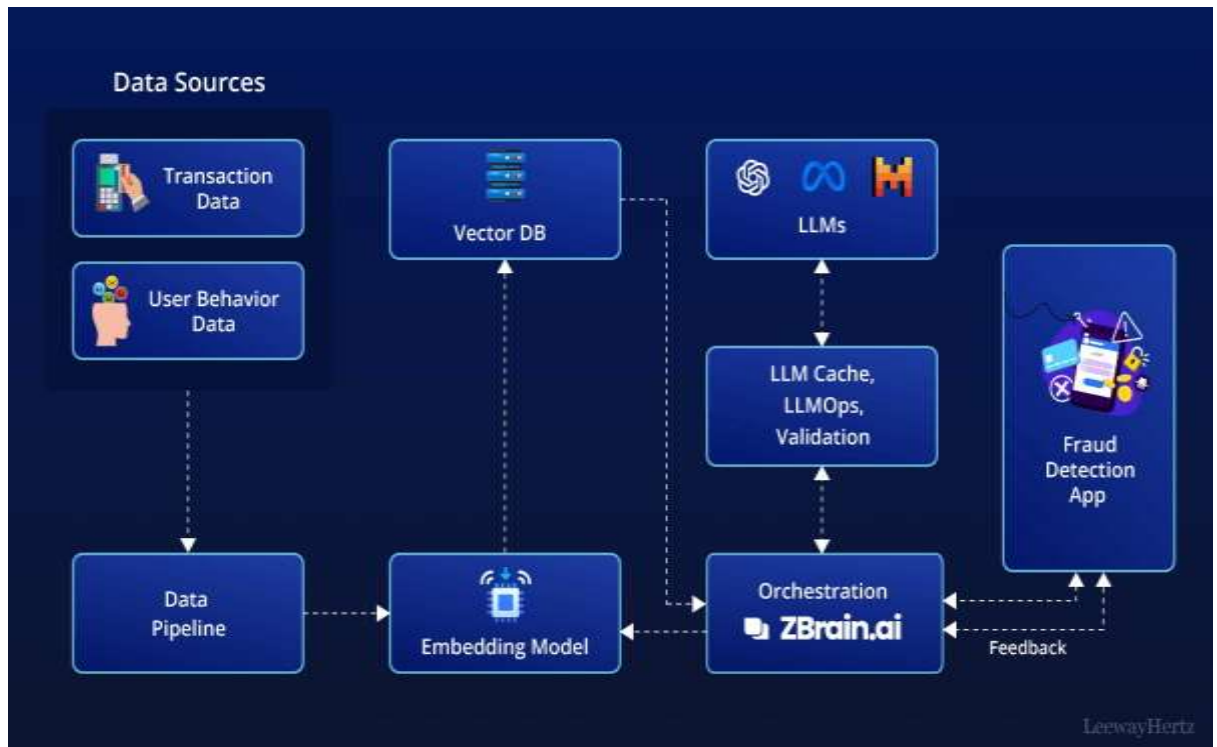 Data Sources
Transaction
Data
User Behavior
Data
Vector DB
LLMs
LLM Cache,
LLMOps,
Validation
Fraud
Detection
App
Data
Pipeline
Embedding Model
Orchestration
ZBrain.ai
Feedback
LeewayHertz